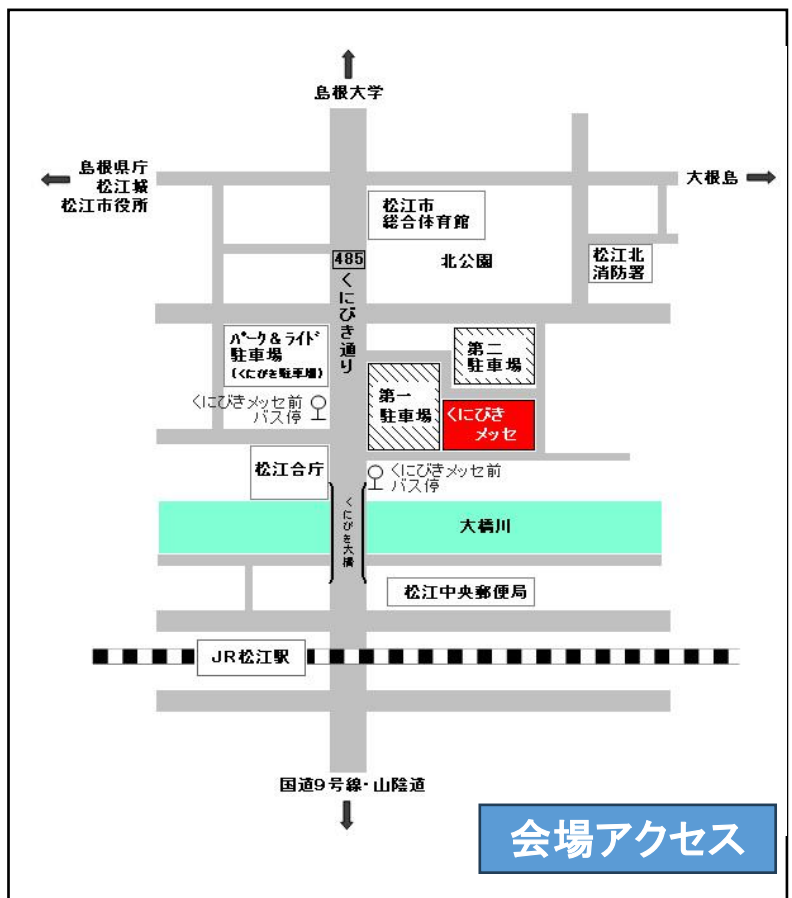 島根大学
島根県庁
松江城
松江市役所
大根島
松江市
総合体育館
485
くにびき通り
北公園
松江北
消防署
パーク&ライド
駐車場
(くにびき駐車場)
第二
駐車場
くにびきメッセ前
バス停
第一
駐車場
くにびき
メッセ
松江合庁
くにびきメッセ前
バス停
くにびき大橋
大橋川
松江中央郵便局
JR松江駅
国道9号線・山陰道
会場アクセス